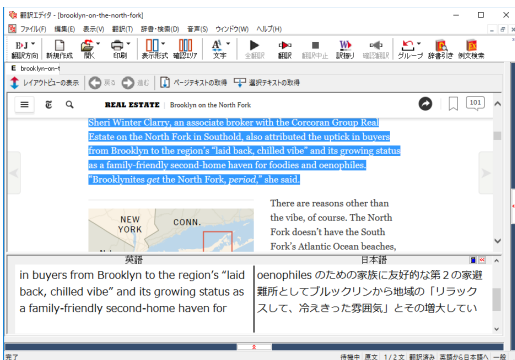 翻訳エディタ - [brooklyn-on-the-north-fork]
ファイル(F) 編集(E) 表示(V) 翻訳(T) 辞書・検索(D) 音声(S) ウィンドウ(W) ヘルプ(H)
翻訳方向 新規作成 開く 印刷 表示形式 確認ｴﾘｱ 文字 全翻訳 翻訳 翻訳中止 訳振り 確認翻訳 グループ 辞書引き 例文検索
brooklyn-on-t
レイアウトビューの表示 戻る 進む ページテキストの取得 選択テキストの取得
REAL ESTATE Brooklyn on the North Fork 101
Sheri Winter Clarry, an associate broker with the Corcoran Group Real
Estate on the North Fork in Southold, also attributed the uptick in buyers
from Brooklyn to the region's “laid back, chilled vibe” and its growing status
as a family-friendly second-home haven for foodies and oenophiles.
“Brooklynites get the North Fork, period,” she said.
There are reasons other than
the vibe, of course. The North
Fork doesn't have the South
Fork's Atlantic Ocean beaches,
NEW YORK CONN.
英語 日本語
in buyers from Brooklyn to the region's “laid
back, chilled vibe” and its growing status as
a family-friendly second-home haven for
oenophiles のための家族に友好的な第２の家避
難所としてブルックリンから地域の「リラック
スして、冷えきった雰囲気」とその増大してい
完了 待機中 原文 1/2文 翻訳済み 英語から日本語へ 一般